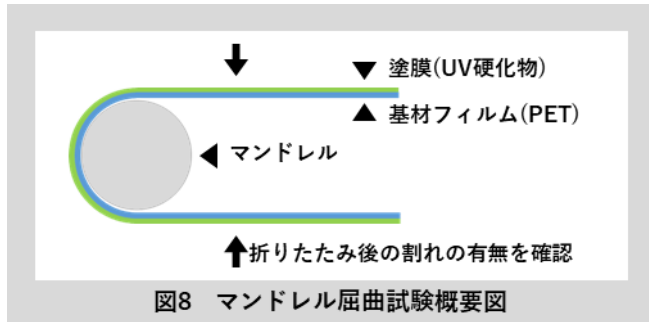 塗膜(UV硬化物)
基材フィルム(PET)
マンドレル
折りたたみ後の割れの有無を確認
図8 マンドレル屈曲試験概要図